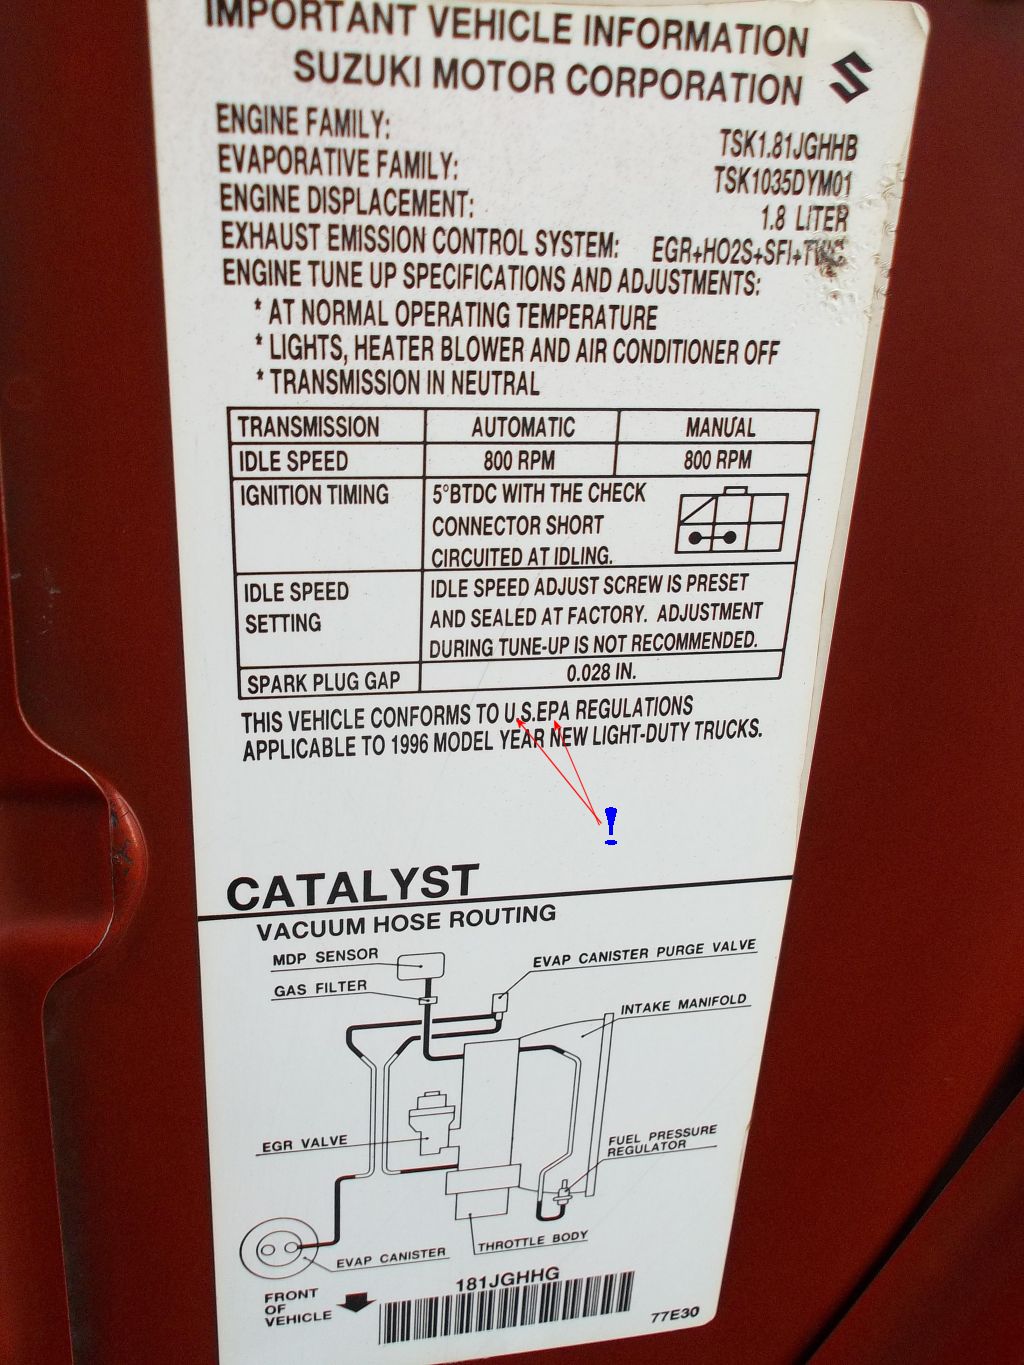 IMPORTANT VEHICLE INFORMATION
SUZUKI MOTOR CORPORATION
ENGINE FAMILY: TSK1.81JGHHB
EVAPORATIVE FAMILY: TSK1035DYM01
ENGINE DISPLACEMENT: 1.8 LITER
EXHAUST EMISSION CONTROL SYSTEM: EGR+HO2S+SFI+TWC
ENGINE TUNE UP SPECIFICATIONS AND ADJUSTMENTS:
* AT NORMAL OPERATING TEMPERATURE
* LIGHTS, HEATER BLOWER AND AIR CONDITIONER OFF
* TRANSMISSION IN NEUTRAL
TRANSMISSION AUTOMATIC MANUAL
IDLE SPEED 800 RPM 800 RPM
IGNITION TIMING 5°BTDC WITH THE CHECK
CONNECTOR SHORT
CIRCUITED AT IDLING.
IDLE SPEED IDLE SPEED ADJUST SCREW IS PRESET
SETTING AND SEALED AT FACTORY. ADJUSTMENT
DURING TUNE-UP IS NOT RECOMMENDED.
SPARK PLUG GAP 0.028 IN.
THIS VEHICLE CONFORMS TO U.S.EPA REGULATIONS
APPLICABLE TO 1996 MODEL YEAR NEW LIGHT-DUTY TRUCKS.
!
CATALYST
VACUUM HOSE ROUTING
MDP SENSOR
EVAP CANISTER PURGE VALVE
GAS FILTER
INTAKE MANIFOLD
EGR VALVE
FUEL PRESSURE
REGULATOR
THROTTLE BODY
EVAP CANISTER
FRONT
OF
VEHICLE
181JGHHG
77E30